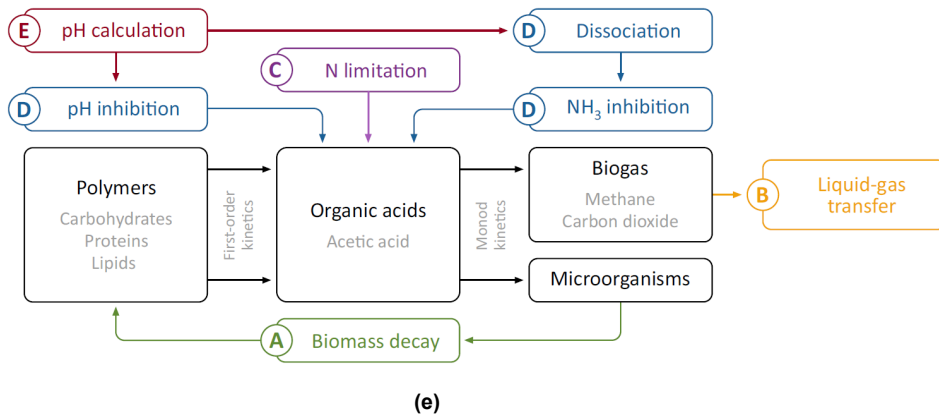 E pH calculation
D Dissociation
C N limitation
D pH inhibition
D NH₃ inhibition
Polymers
Carbohydrates
Proteins
Lipids
First-order
kinetics
Organic acids
Acetic acid
Monod
kinetics
Biogas
Methane
Carbon dioxide
B Liquid-gas
transfer
Microorganisms
A Biomass decay
(e)